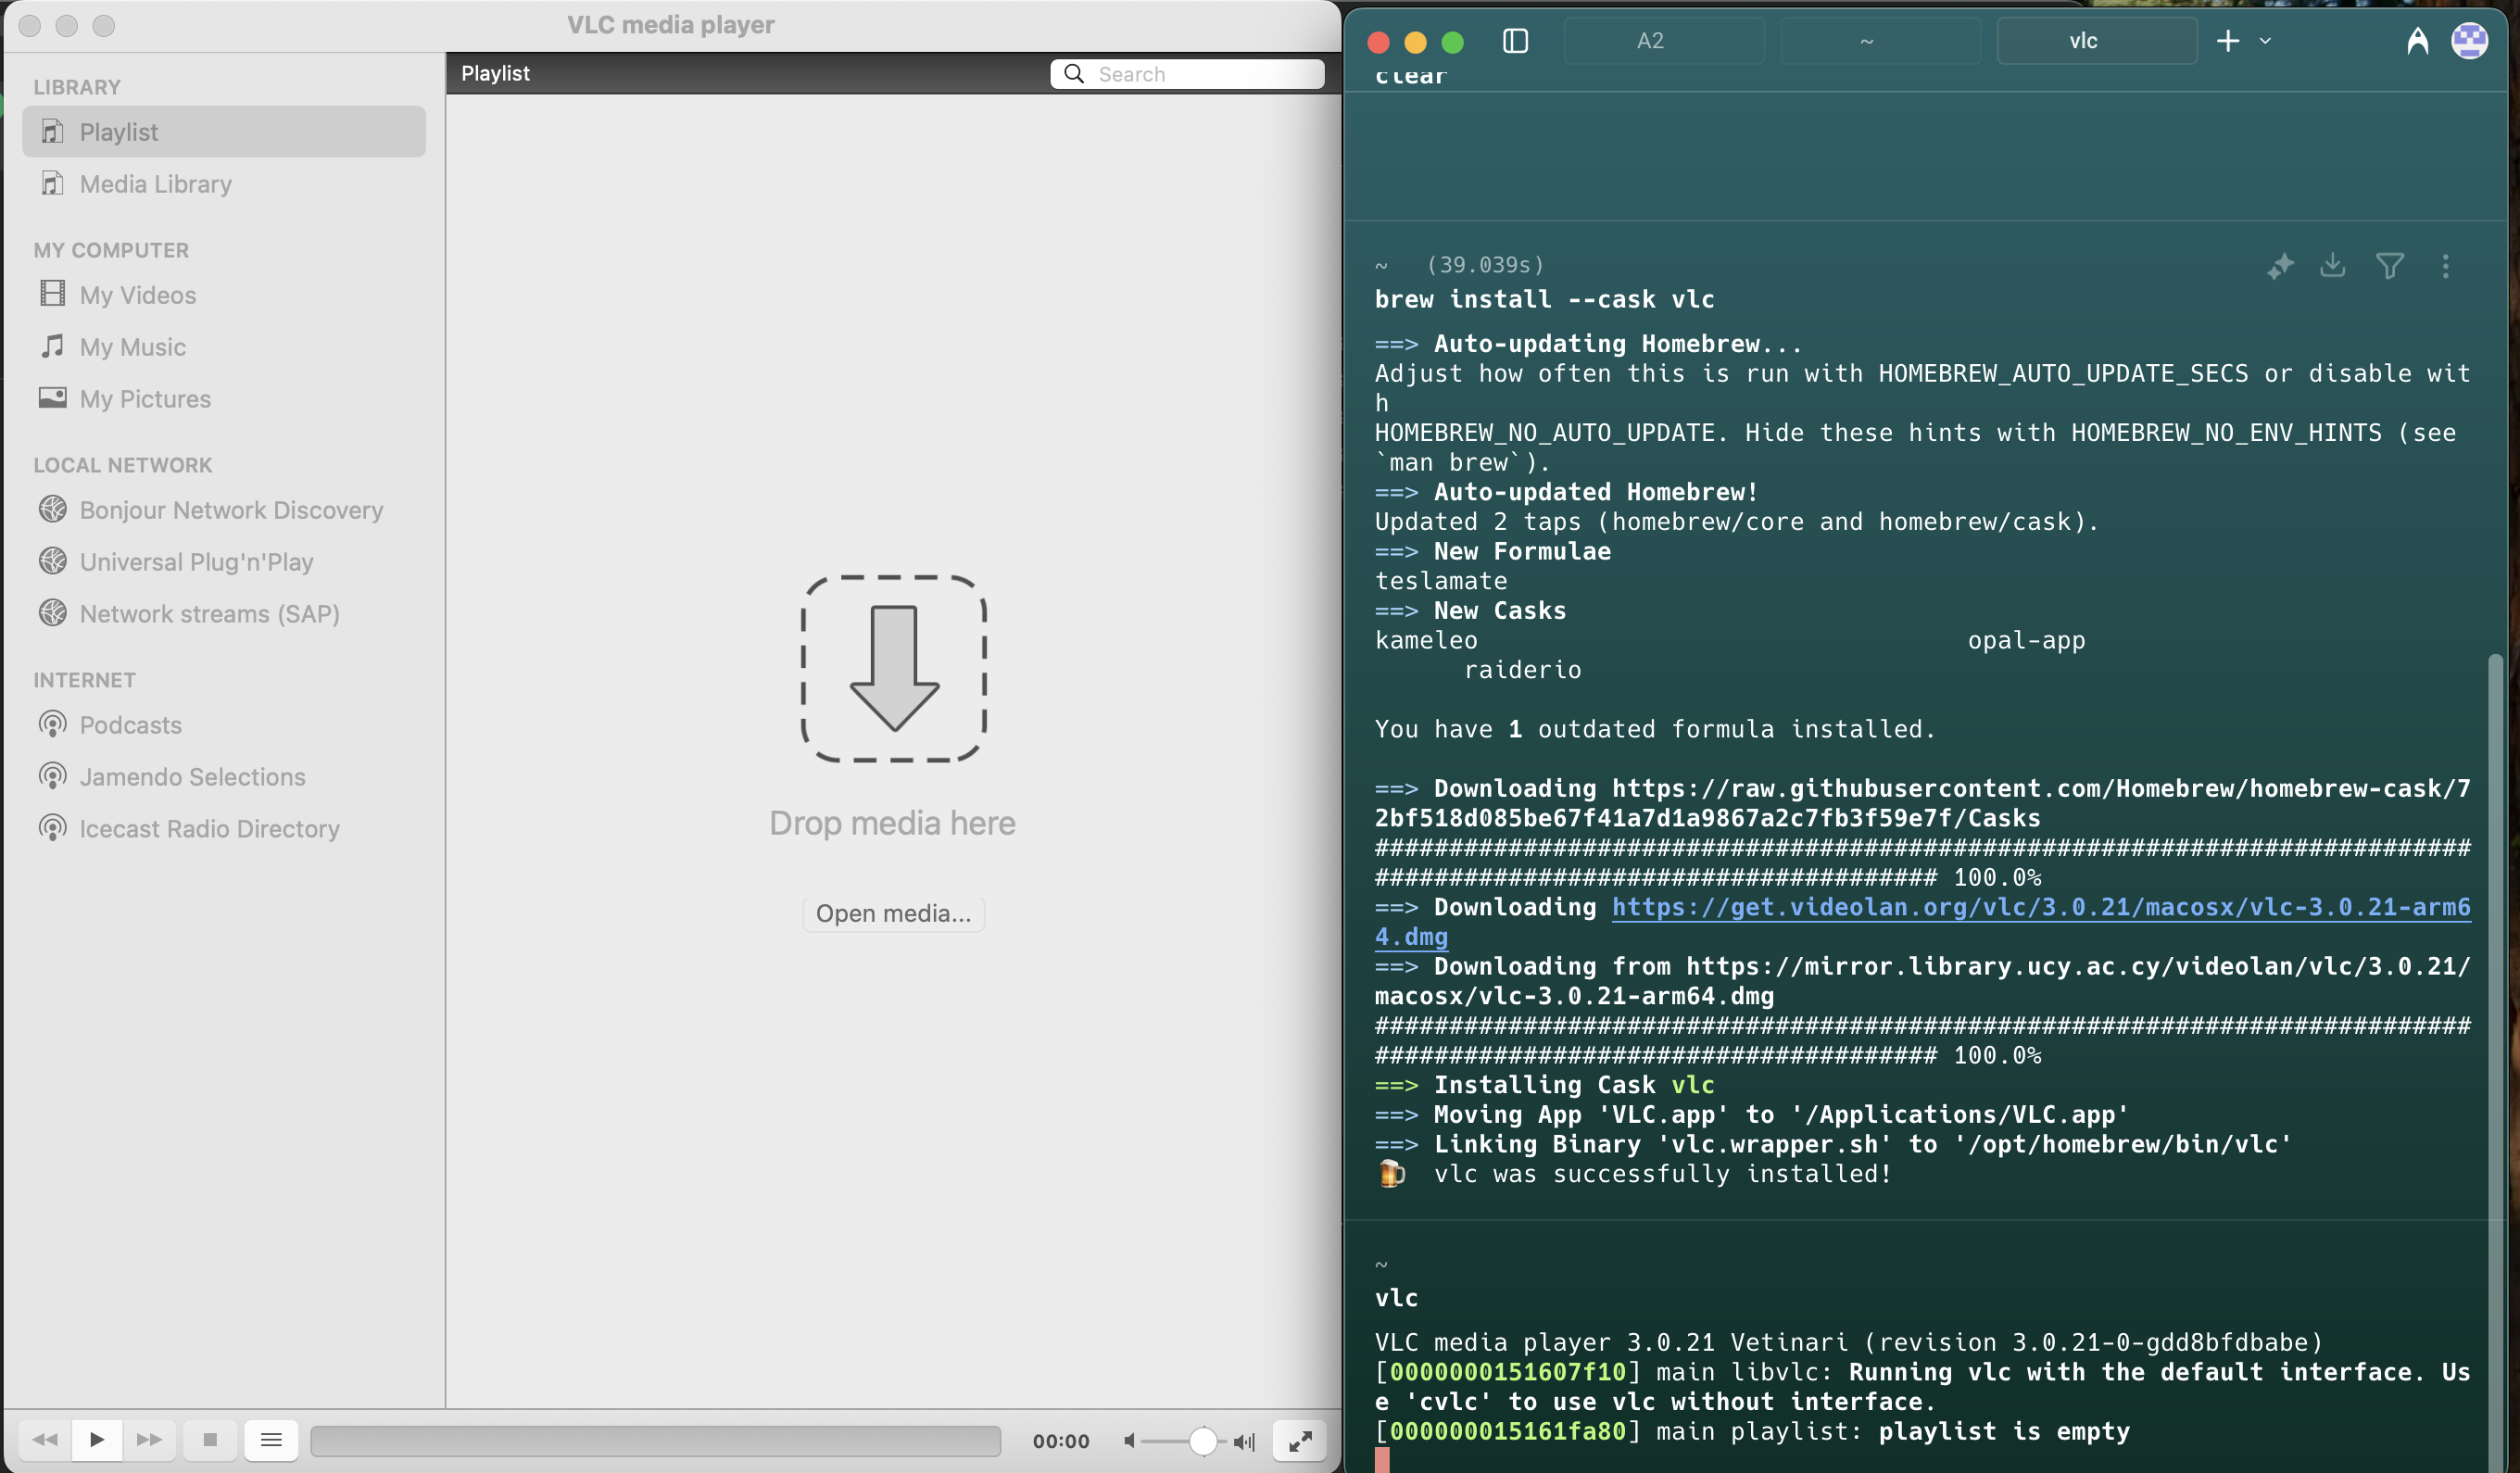 VLC media player
LIBRARY
Playlist
Media Library
MY COMPUTER
My Videos
My Music
My Pictures
LOCAL NETWORK
Bonjour Network Discovery
Universal Plug'n'Play
Network streams (SAP)
INTERNET
Podcasts
Jamendo Selections
Icecast Radio Directory
Playlist
Search
Drop media here
Open media...
00:00
A2
~
vlc
clear
~ (39.039s)
brew install --cask vlc
==> Auto-updating Homebrew...
Adjust how often this is run with HOMEBREW_AUTO_UPDATE_SECS or disable wit
h
HOMEBREW_NO_AUTO_UPDATE. Hide these hints with HOMEBREW_NO_ENV_HINTS (see
`man brew`).
==> Auto-updated Homebrew!
Updated 2 taps (homebrew/core and homebrew/cask).
==> New Formulae
teslamate
==> New Casks
kameleo opal-app
raiderio
You have 1 outdated formula installed.
==> Downloading https://raw.githubusercontent.com/Homebrew/homebrew-cask/7
2bf518d085be67f41a7d1a9867a2c7fb3f59e7f/Casks
##########################################################################
###################################### 100.0%
==> Downloading https://get.videolan.org/vlc/3.0.21/macosx/vlc-3.0.21-arm6
4.dmg
==> Downloading from https://mirror.library.ucy.ac.cy/videolan/vlc/3.0.21/
macosx/vlc-3.0.21-arm64.dmg
##########################################################################
###################################### 100.0%
==> Installing Cask vlc
==> Moving App 'VLC.app' to '/Applications/VLC.app'
==> Linking Binary 'vlc.wrapper.sh' to '/opt/homebrew/bin/vlc'
🍺 vlc was successfully installed!
~
vlc
VLC media player 3.0.21 Vetinari (revision 3.0.21-0-gdd8bfdbabe)
[0000000151607f10] main libvlc: Running vlc with the default interface. Us
e 'cvlc' to use vlc without interface.
[000000015161fa80] main playlist: playlist is empty